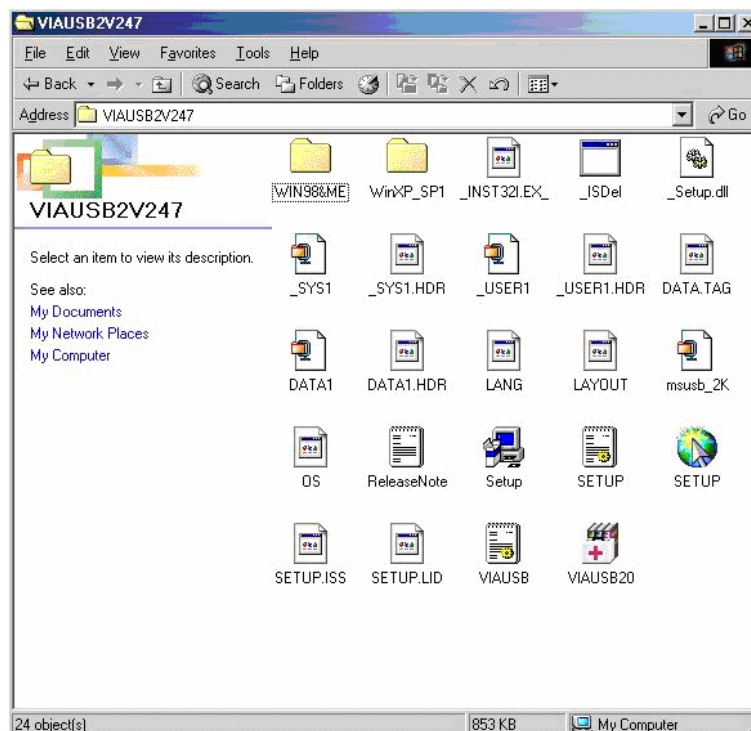 VIAUSB2V247
File Edit View Favorites Tools Help
Back Search Folders
Address VIAUSB2V247 Go
VIAUSB2V247
Select an item to view its description.
See also:
My Documents
My Network Places
My Computer
WIN98&ME WinXP_SP1 _INST32I.EX_ _ISDel _Setup.dll
_SYS1 _SYS1.HDR _USER1 _USER1.HDR DATA.TAG
DATA1 DATA1.HDR LANG LAYOUT msusb_2K
OS ReleaseNote Setup SETUP SETUP
SETUP.ISS SETUP.LID VIAUSB VIAUSB20
24 object(s) 853 KB My Computer